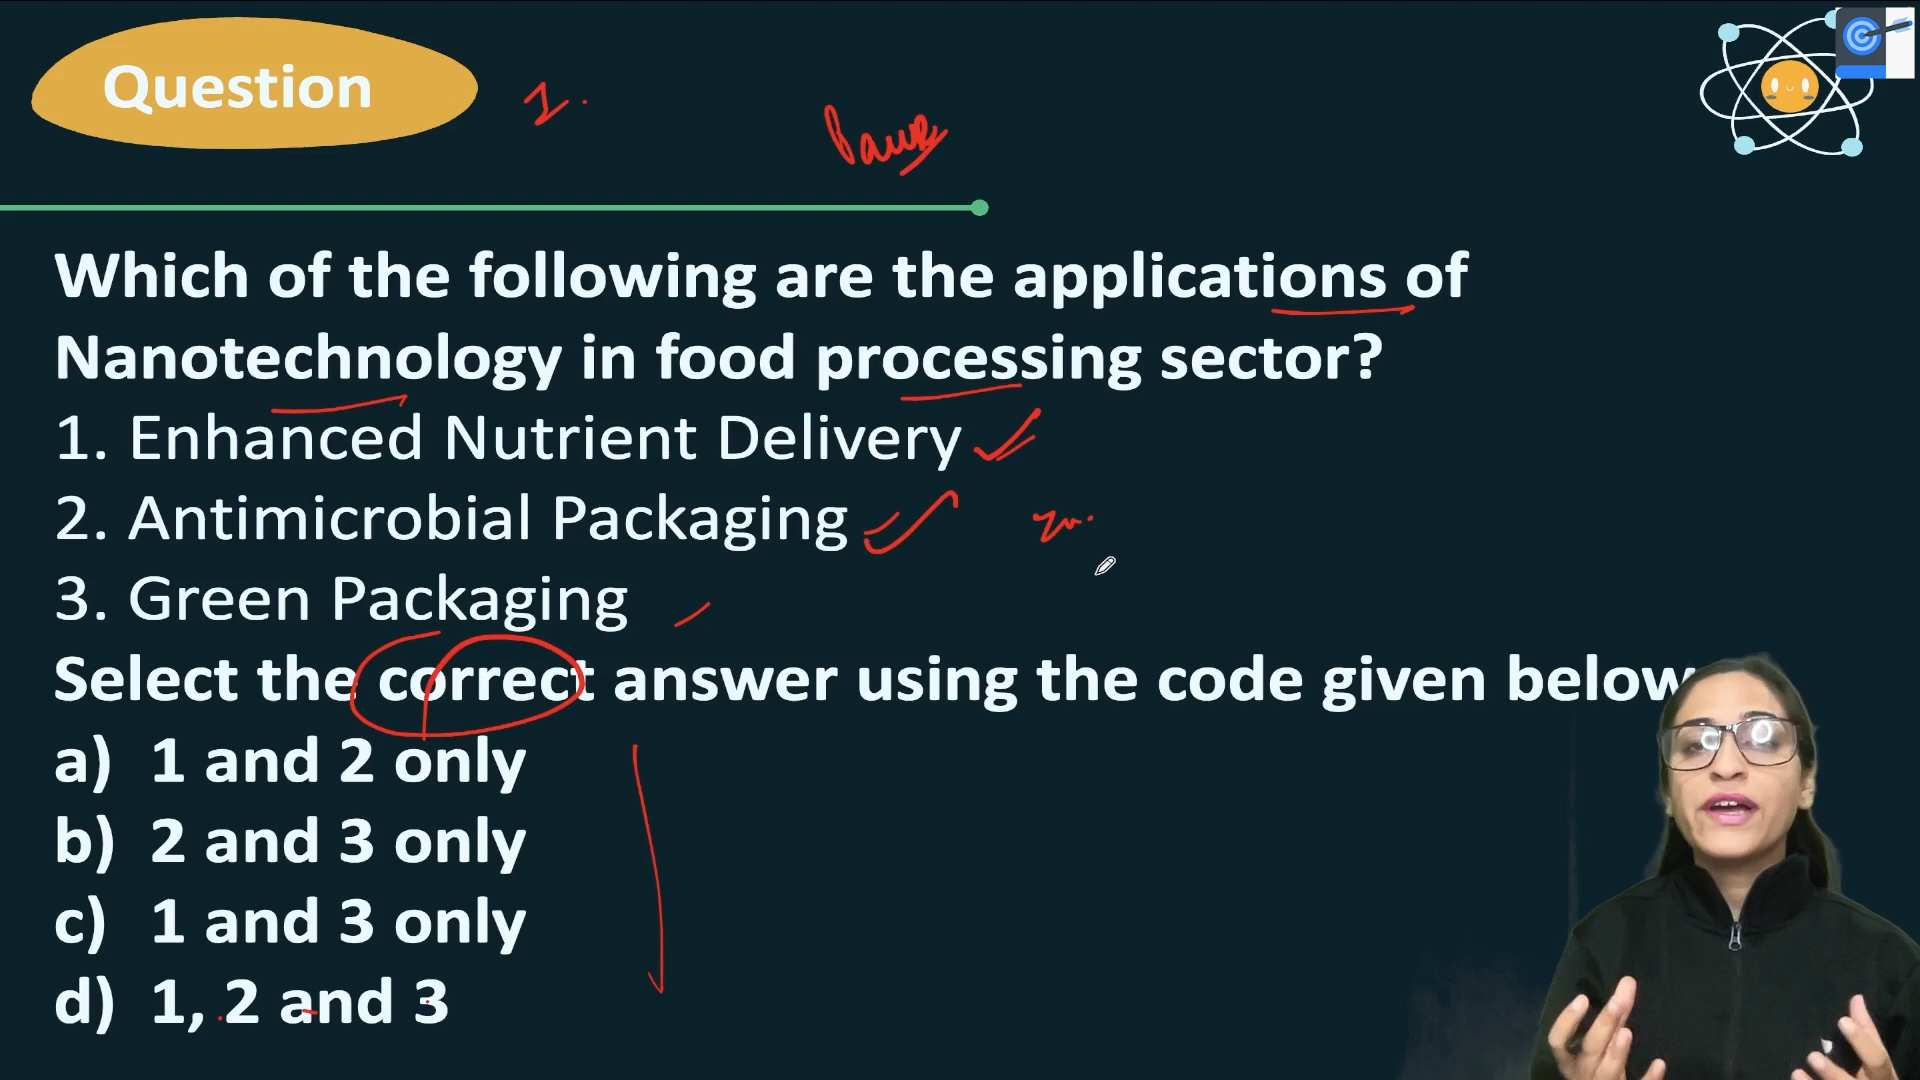 Question
1.
Which of the following are the applications of
Nanotechnology in food processing sector?
1. Enhanced Nutrient Delivery
2. Antimicrobial Packaging
3. Green Packaging
Select the correct answer using the code given below
a) 1 and 2 only
b) 2 and 3 only
c) 1 and 3 only
d) 1, 2 and 3